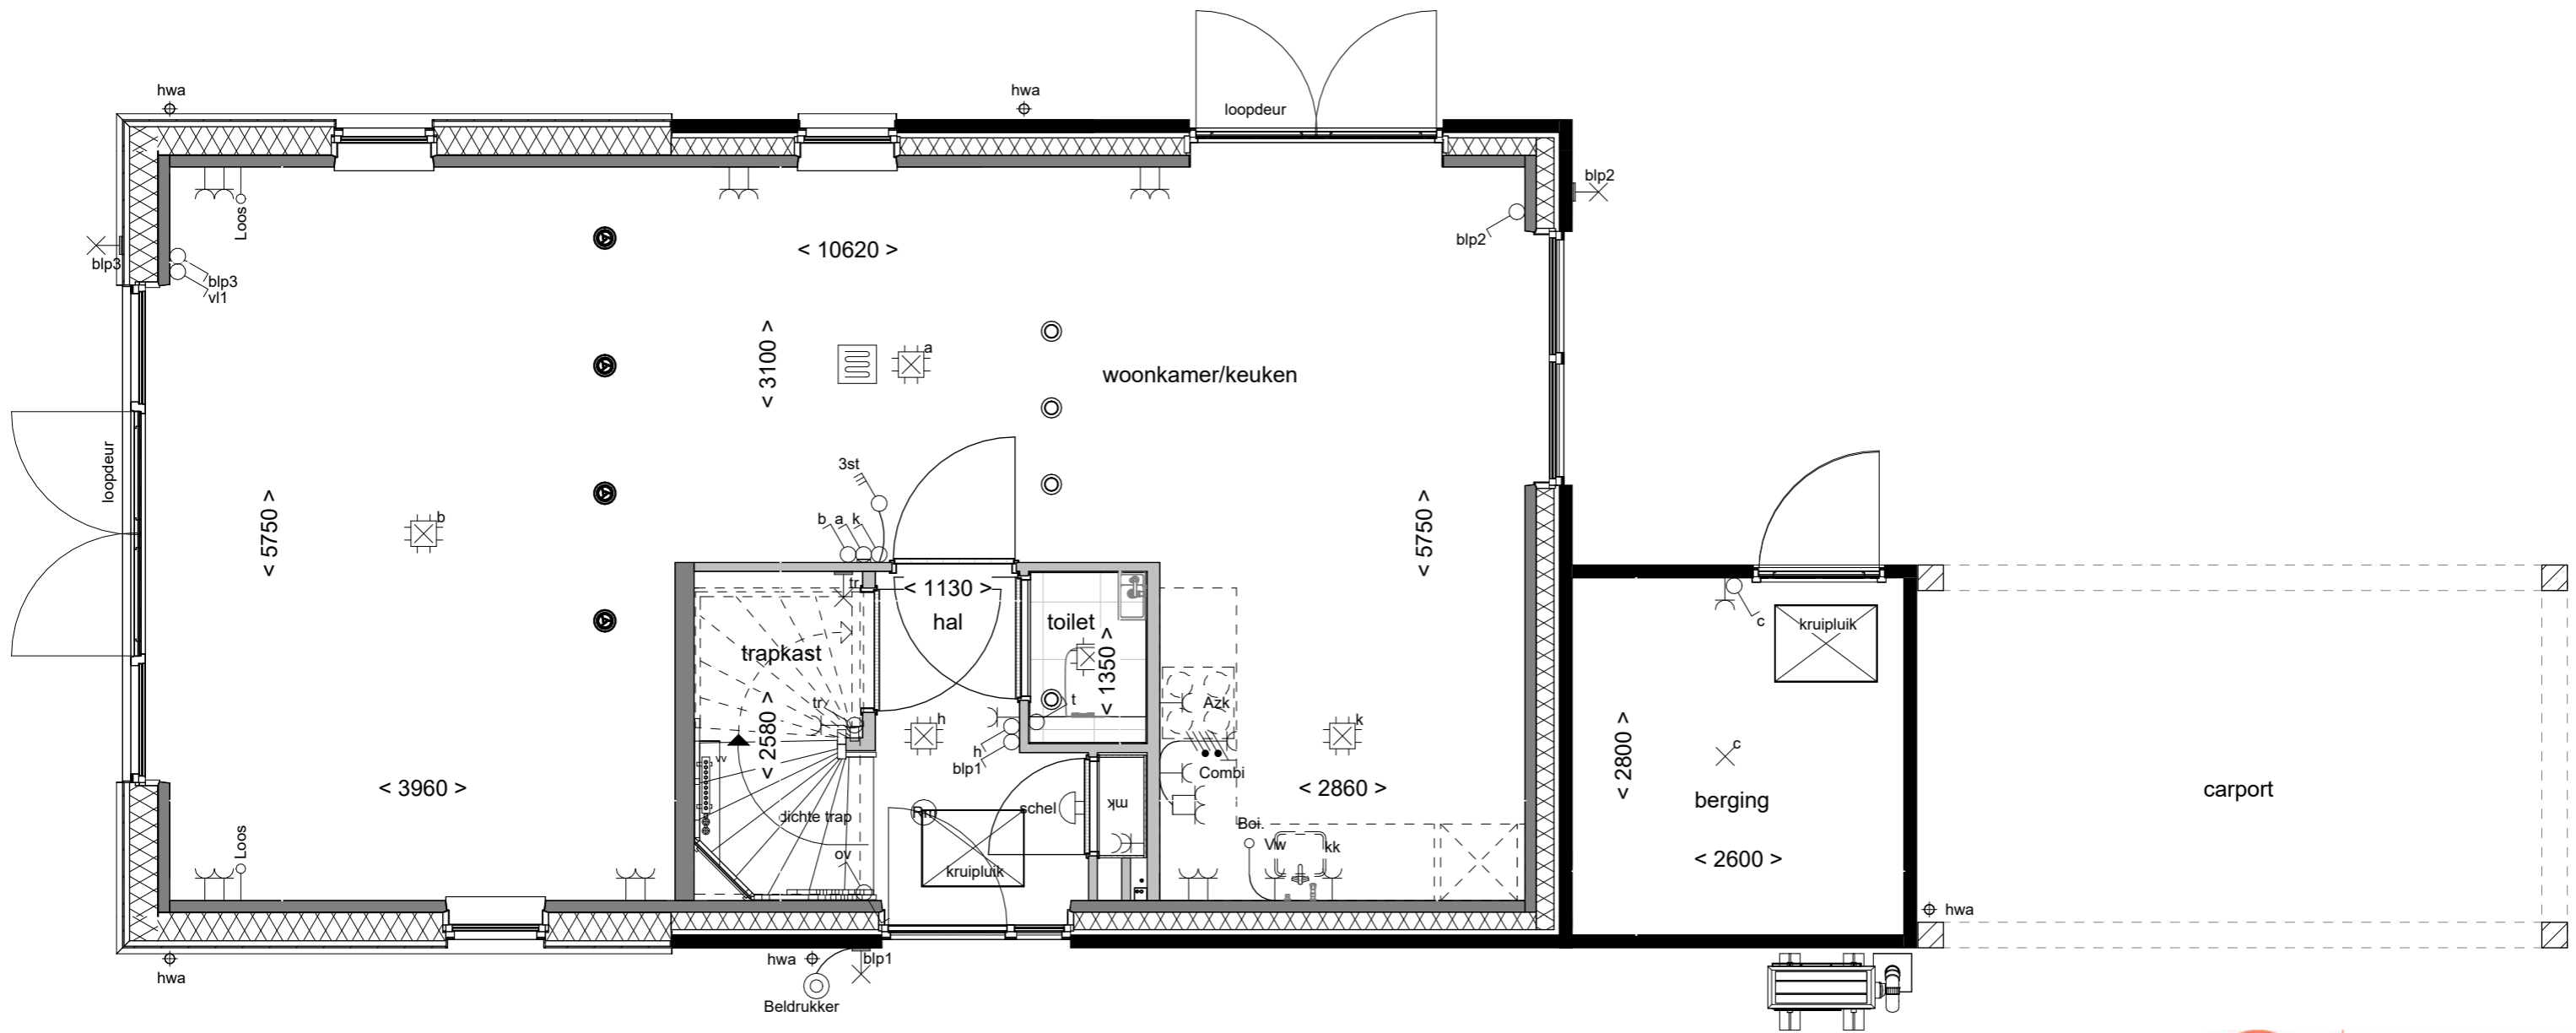 hwa
hwa
loopdeur
blp2
blp2
Loos
blp3
blp3
vl1
< 10620 >
< 3100 >
a
woonkamer/keuken
loopdeur
< 5750 >
b
3st
b a k
< 5750 >
tr
< 1130 >
hal
toilet
trapkast
< 1350 >
t
tr
< 2580 >
vv
h
h
blp1
Azk
Combi
k
c
kruipluik
c
< 2800 >
berging
< 2600 >
carport
< 3960 >
< 2860 >
dichte trap
Rm
schel
mk
kruipluik
ov
Boi.
Vw
kk
Loos
hwa
hwa
hwa
blp1
Beldrukker